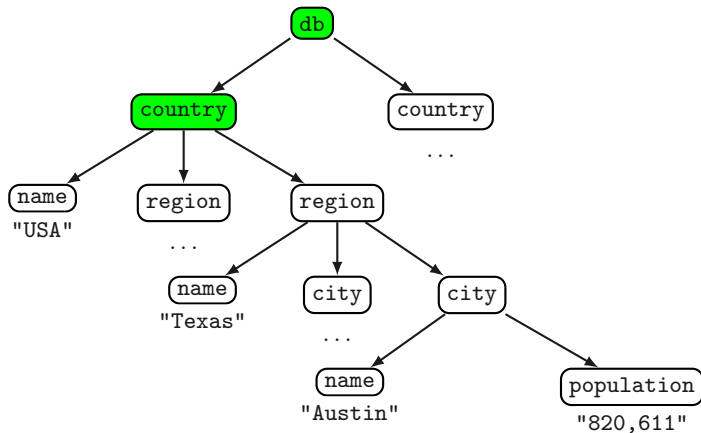 db
country
country
...
name
region
region
"USA"
...
name
city
city
"Texas"
...
name
population
"Austin"
"820,611"